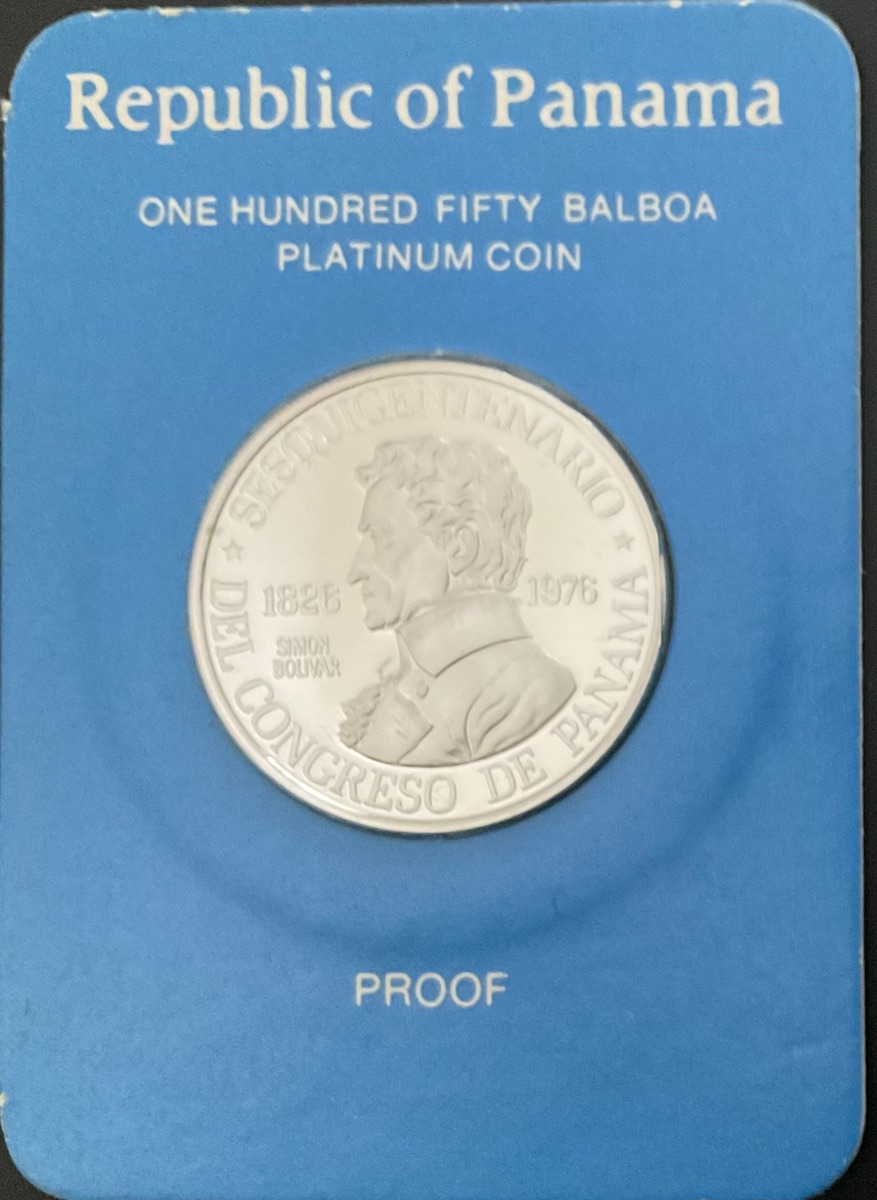 Republic of Panama
ONE HUNDRED FIFTY BALBOA
PLATINUM COIN
SESQUICENTENARIO
1826 1976
SIMON
BOLIVAR
DEL CONGRESO DE PANAMA
PROOF